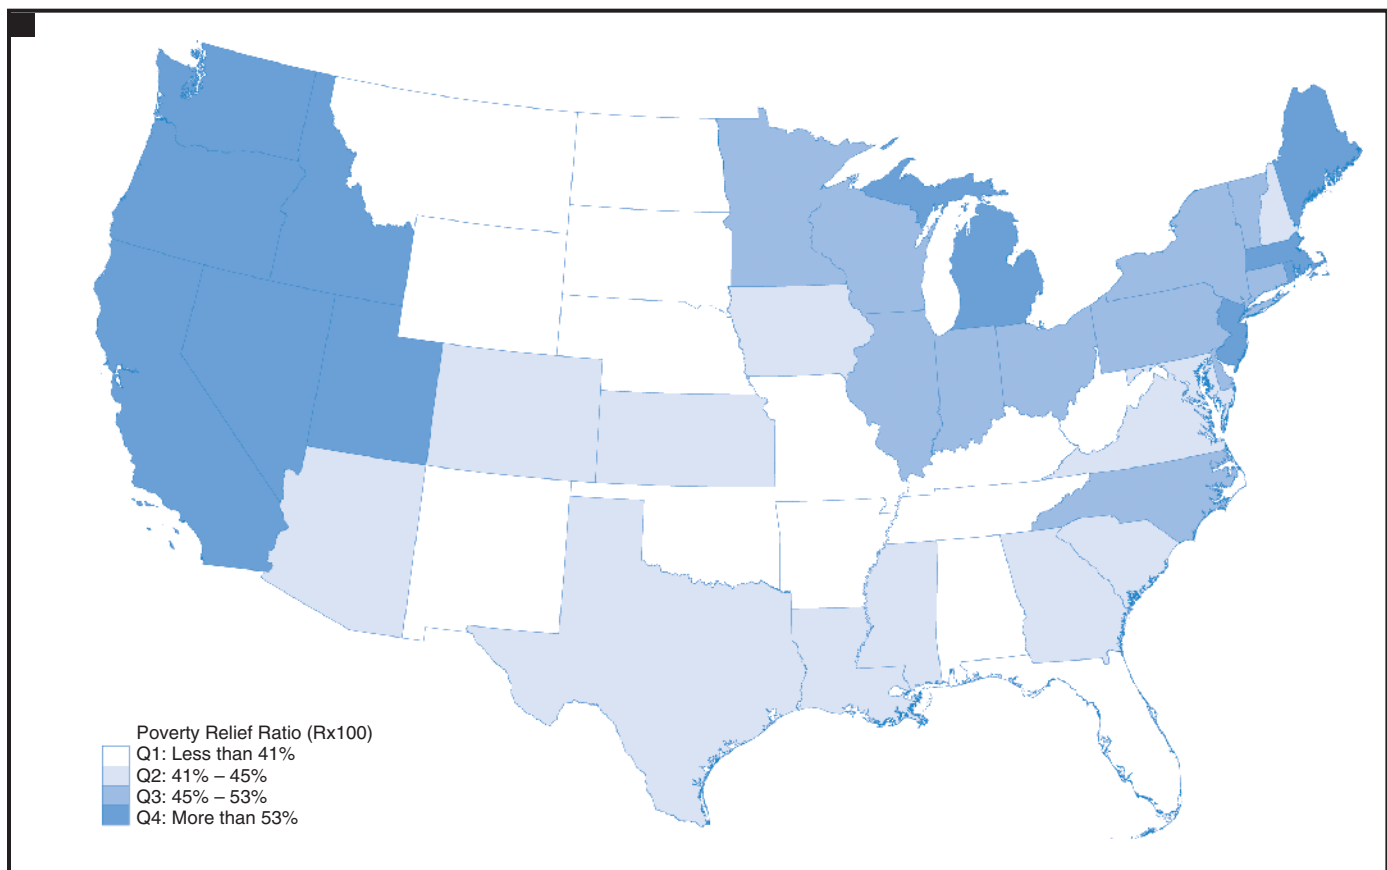 Poverty Relief Ratio (Rx100)
Q1: Less than 41%
Q2: 41% – 45%
Q3: 45% – 53%
Q4: More than 53%